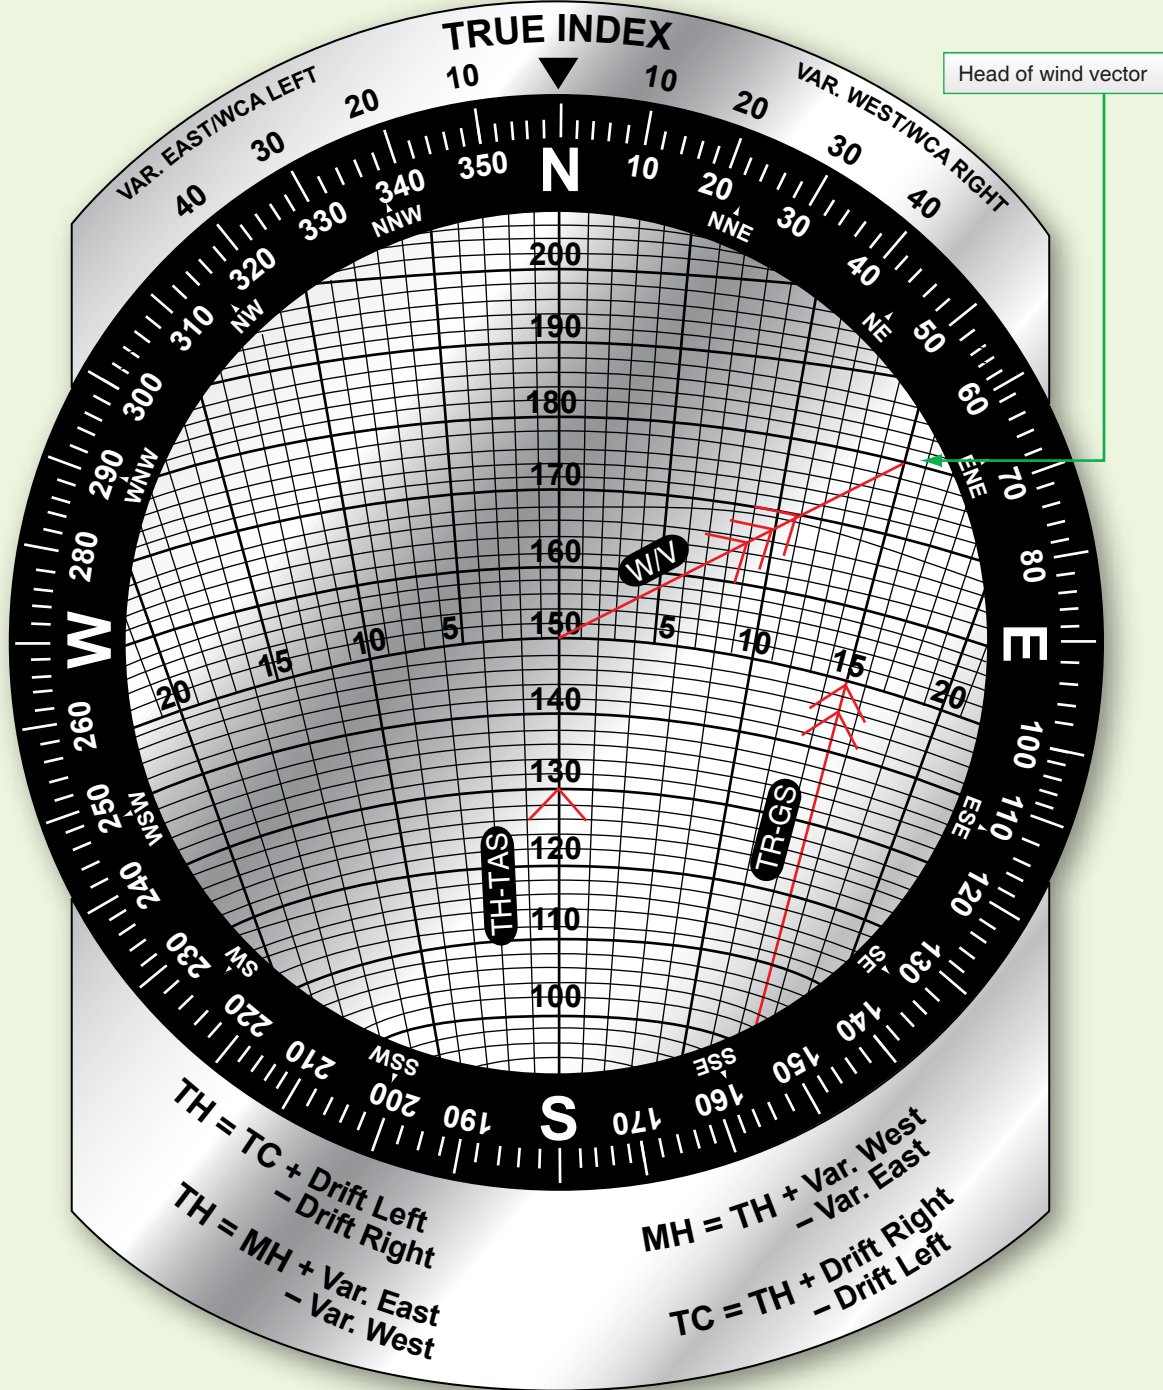 TRUE INDEX
Head of wind vector
VAR. EAST/WCA LEFT
VAR. WEST/WCA RIGHT
40 30 20 10 10 20 30 40
N 10 20 30 40 50 60 70 80 E 100 110 120 130 140 150 160 170 S 190 200 210 220 230 240 250 260 W 280 290 300 310 320 330 340 350
NNE NE ENE ESE SE SSE SSW SW WSW WNW NW NNW
200
190
180
170
160
W/V
150
20 15 10 5 5 10 15 20
140
130
120
TH-TAS
TR-GS
110
100
TH = TC + Drift Left
– Drift Right
TH = MH + Var. East
– Var. West
MH = TH + Var. West
– Var. East
TC = TH + Drift Right
– Drift Left